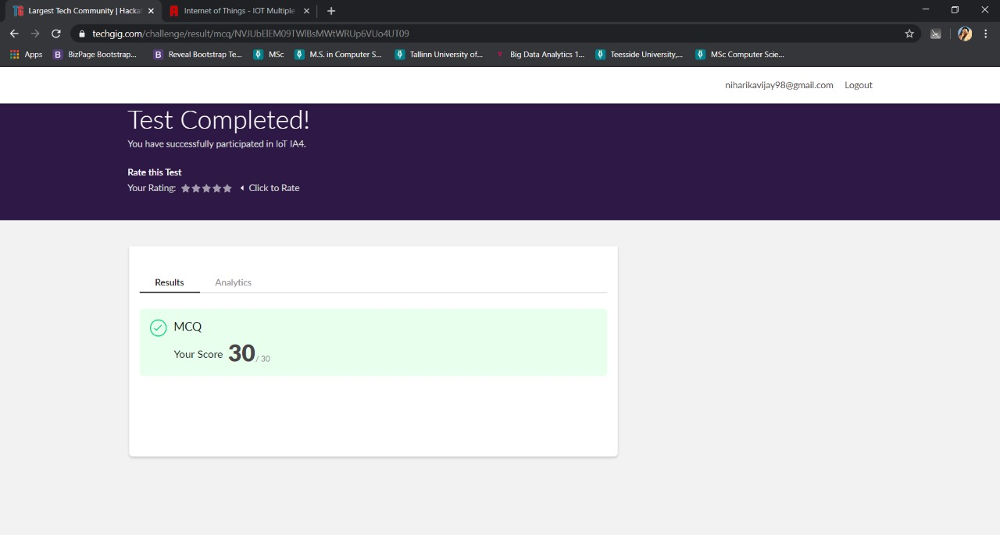 Largest Tech Community | Hacka
Internet of Things - IOT Multiple
techgig.com/challenge/result/mcq/NVJUbElEM09TWlBsMWtWRUp6VUo4UT09
Apps
BizPage Bootstrap...
Reveal Bootstrap Te...
MSc
M.S. in Computer S...
Tallinn University of...
Big Data Analytics 1...
Teesside University,...
MSc Computer Scie...
niharikavijay98@gmail.com Logout
Test Completed!
You have successfully participated in IoT IA4.
Rate this Test
Your Rating: Click to Rate
Results Analytics
MCQ
Your Score 30 / 30